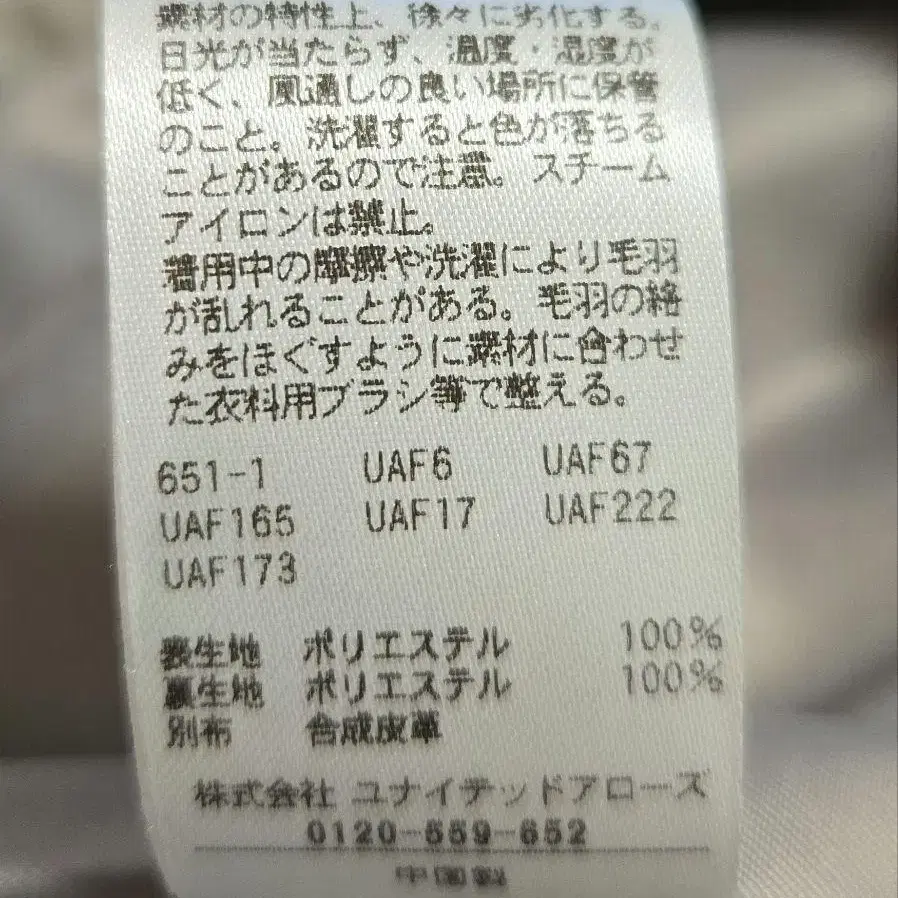 素材の特性上、徐々に劣化する。
日光が当たらず、温度・湿度が
低く、風通しの良い場所に保管
のこと。洗濯すると色が落ちる
ことがあるので注意。スチーム
アイロンは禁止。
着用中の摩擦や洗濯により毛羽
が乱れることがある。毛羽の絡
みをほぐすように素材に合わせ
た衣料用ブラシ等で整える。
651-1 UAF6 UAF67
UAF165 UAF17 UAF222
UAF173
表生地 ポリエステル 100%
裏生地 ポリエステル 100%
別布 合成皮革
株式会社 ユナイテッドアローズ
0120-559-652
中国製